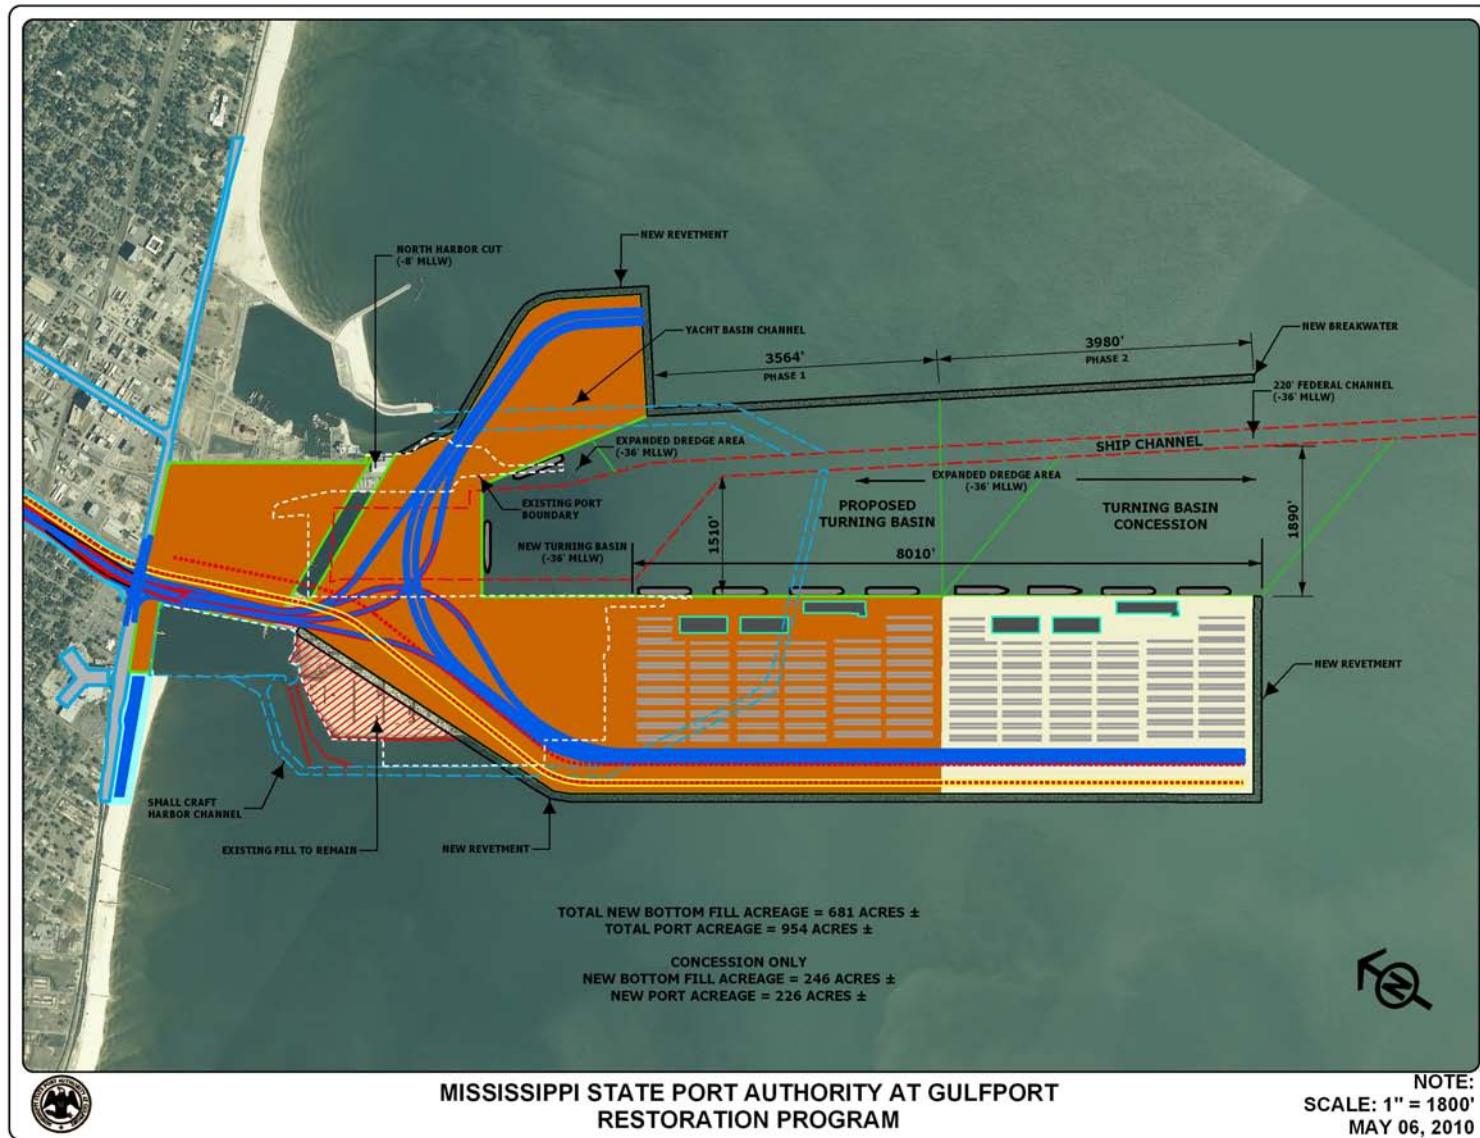 NEW REVETMENT
NORTH HARBOR CUT
(-8' MLLW)
YACHT BASIN CHANNEL
NEW BREAKWATER
3980'
PHASE 2
3564'
PHASE 1
220' FEDERAL CHANNEL
(-36' MLLW)
EXPANDED DREDGE AREA
(-36' MLLW)
SHIP CHANNEL
EXPANDED DREDGE AREA
(-36' MLLW)
EXISTING PORT
BOUNDARY
PROPOSED
TURNING BASIN
TURNING BASIN
CONCESSION
1510'
1890'
NEW TURNING BASIN
(-36' MLLW)
8010'
NEW REVETMENT
SMALL CRAFT
HARBOR CHANNEL
EXISTING FILL TO REMAIN
NEW REVETMENT
TOTAL NEW BOTTOM FILL ACREAGE = 681 ACRES ±
TOTAL PORT ACREAGE = 954 ACRES ±
CONCESSION ONLY
NEW BOTTOM FILL ACREAGE = 246 ACRES ±
NEW PORT ACREAGE = 226 ACRES ±
N
MISSISSIPPI STATE PORT AUTHORITY AT GULFPORT
RESTORATION PROGRAM
NOTE:
SCALE: 1" = 1800'
MAY 06, 2010